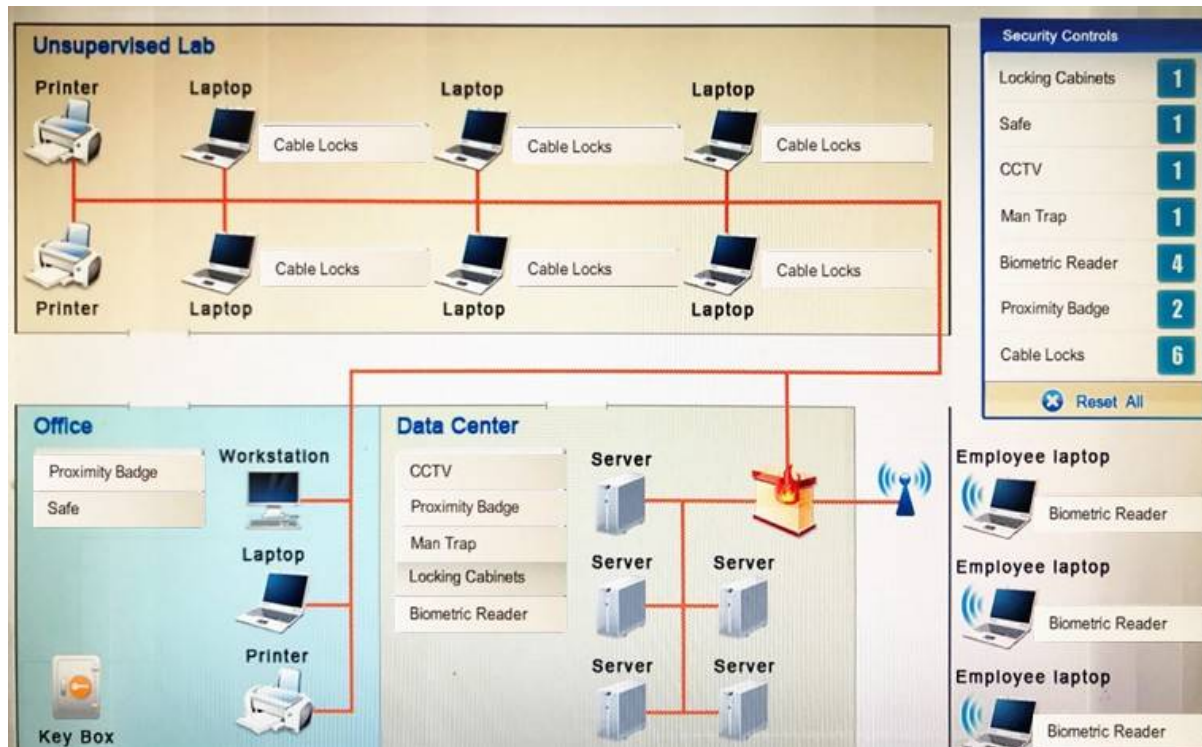 Unsupervised Lab
Printer
Laptop
Laptop
Laptop
Cable Locks
Cable Locks
Cable Locks
Cable Locks
Cable Locks
Cable Locks
Printer
Laptop
Laptop
Laptop
Security Controls
Locking Cabinets 1
Safe 1
CCTV 1
Man Trap 1
Biometric Reader 4
Proximity Badge 2
Cable Locks 6
Reset All
Office
Proximity Badge
Safe
Workstation
Laptop
Printer
Key Box
Data Center
CCTV
Proximity Badge
Man Trap
Locking Cabinets
Biometric Reader
Server
Server
Server
Server
Server
Employee laptop
Biometric Reader
Employee laptop
Biometric Reader
Employee laptop
Biometric Reader